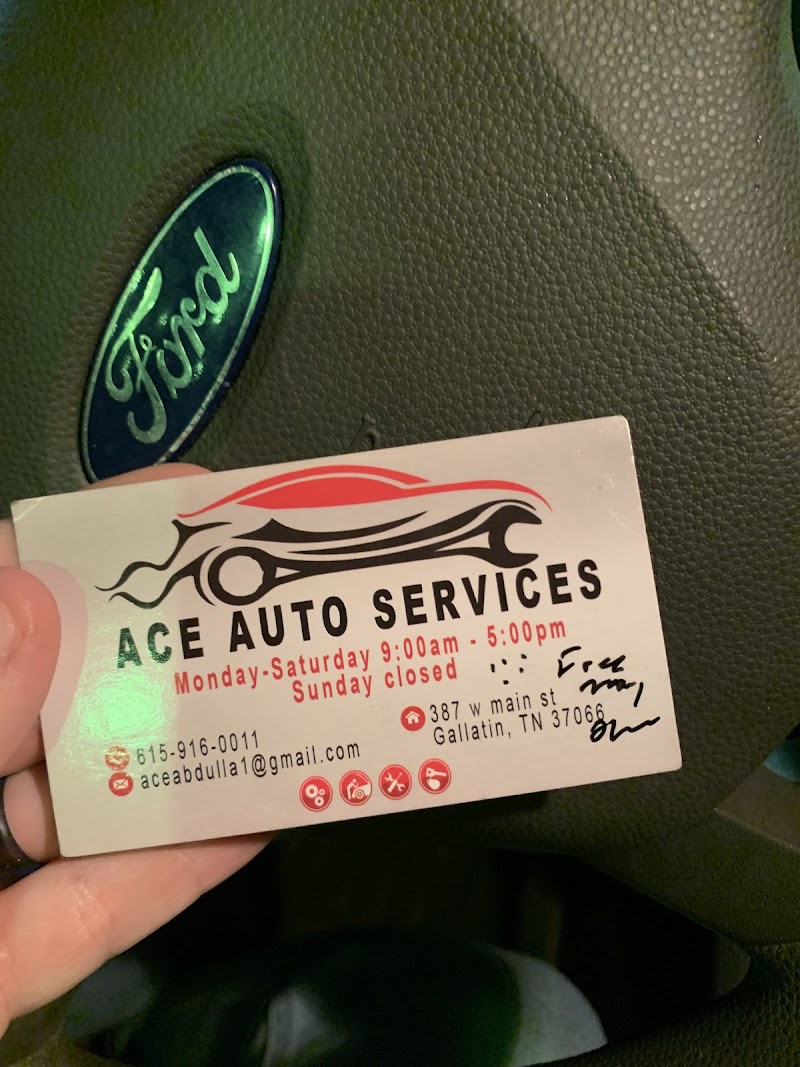 Ford
ACE AUTO SERVICES
Monday-Saturday 9:00am - 5:00pm
Sunday closed
Free
387 w main st
Gallatin, TN 37066
615-916-0011
aceabdulla1@gmail.com